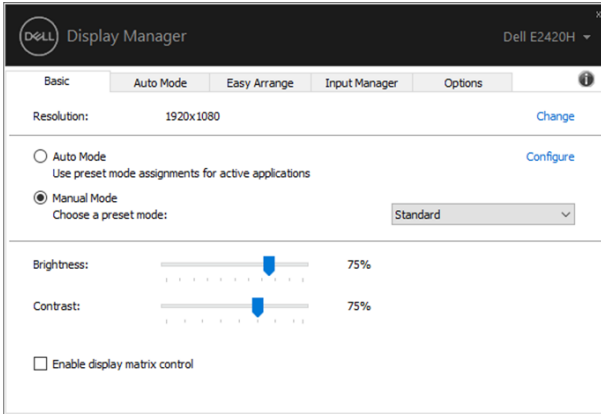 DELL Display Manager Dell E2420H
Basic Auto Mode Easy Arrange Input Manager Options
Resolution: 1920x1080 Change
Auto Mode Configure
Use preset mode assignments for active applications
Manual Mode
Choose a preset mode: Standard
Brightness: 75%
Contrast: 75%
Enable display matrix control